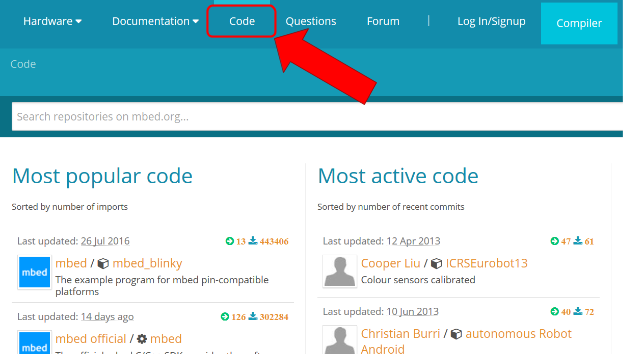 Hardware Documentation Code Questions Forum | Log In/Signup Compiler
Code
Search repositories on mbed.org...
Most popular code
Sorted by number of imports
Last updated: 26 Jul 2016 13 443406
mbed
mbed / mbed_blinky
The example program for mbed pin-compatible
platforms
Last updated: 14 days ago 126 302284
mbed
mbed official / mbed
Most active code
Sorted by number of recent commits
Last updated: 12 Apr 2013 47 61
Cooper Liu / ICRSEurobot13
Colour sensors calibrated
Last updated: 10 Jun 2013 40 72
Christian Burri / autonomous Robot
Android